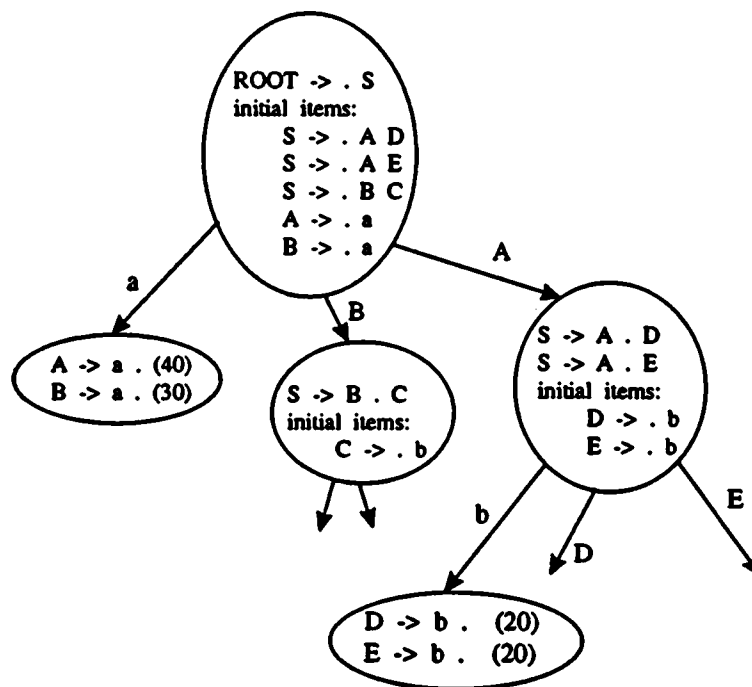 ROOT -> . S
initial items:
S -> . A D
S -> . A E
S -> . B C
A -> . a
B -> . a
a
B
A
A -> a . (40)
B -> a . (30)
S -> B . C
initial items:
C -> . b
S -> A . D
S -> A . E
initial items:
D -> . b
E -> . b
b
D
E
D -> b . (20)
E -> b . (20)